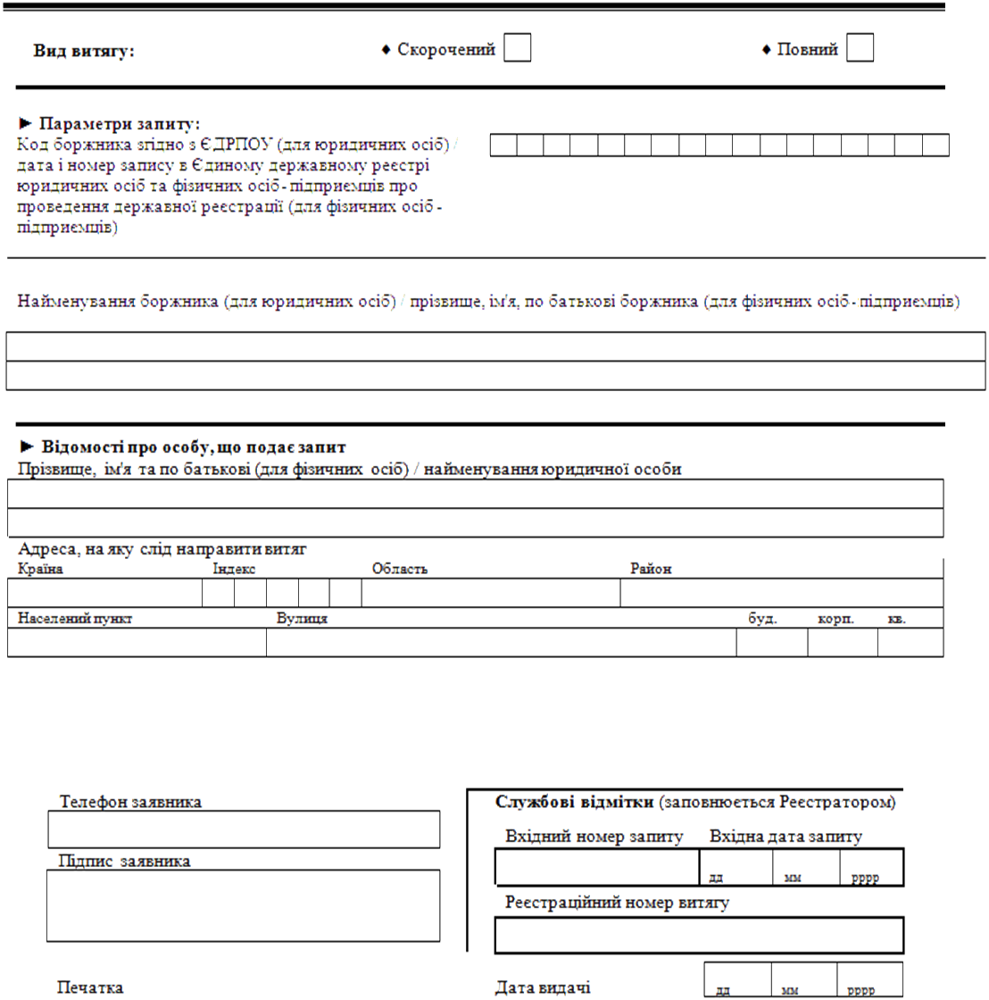 Вид витягу: ♦ Скорочений ♦ Повний
► Параметри запиту:
Код боржника згідно з ЄДРПОУ (для юридичних осіб) /
дата і номер запису в Єдиному державному реєстрі
юридичних осіб та фізичних осіб - підприємців про
проведення державної реєстрації (для фізичних осіб -
підприємців)
Найменування боржника (для юридичних осіб) / прізвище, ім'я, по батькові боржника (для фізичних осіб - підприємців)
► Відомості про особу, що подає запит
Прізвище, ім'я та по батькові (для фізичних осіб) / найменування юридичної особи
Адреса, на яку слід направити витяг
Країна Індекс Область Район
Населений пункт Вулиця буд. корп. кв.
Телефон заявника
Підпис заявника
Печатка
Службові відмітки (заповнюється Реєстратором)
Вхідний номер запиту Вхідна дата запиту
дд мм рррр
Реєстраційний номер витягу
Дата видачі дд мм рррр